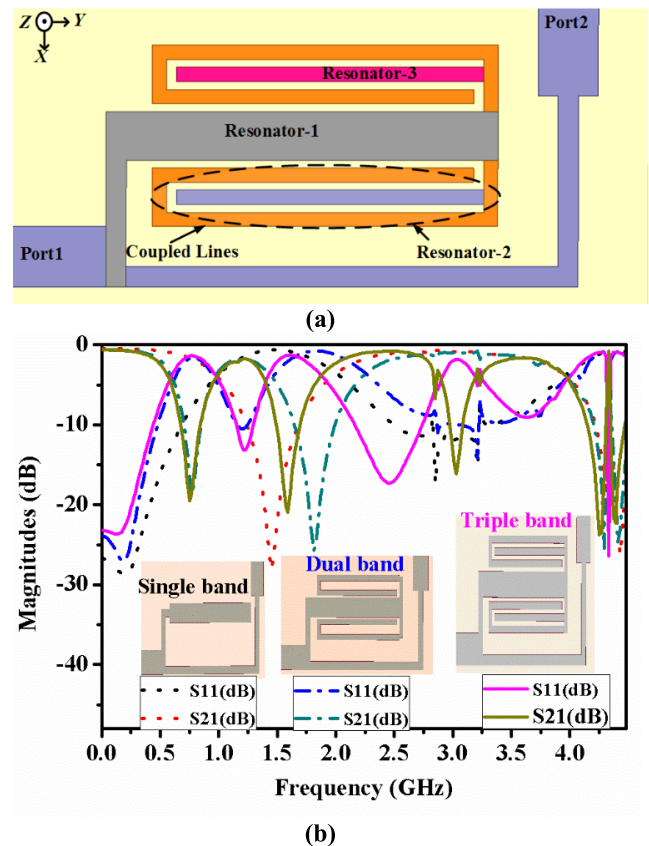 Z Y
X
Port2
Resonator-3
Resonator-1
Port1
Coupled Lines
Resonator-2
(a)
0
-10
-20
-30
-40
Magnitudes (dB)
Single band
Dual band
Triple band
S11(dB)
S21(dB)
S11(dB)
S21(dB)
S11(dB)
S21(dB)
0.0 0.5 1.0 1.5 2.0 2.5 3.0 3.5 4.0
Frequency (GHz)
(b)